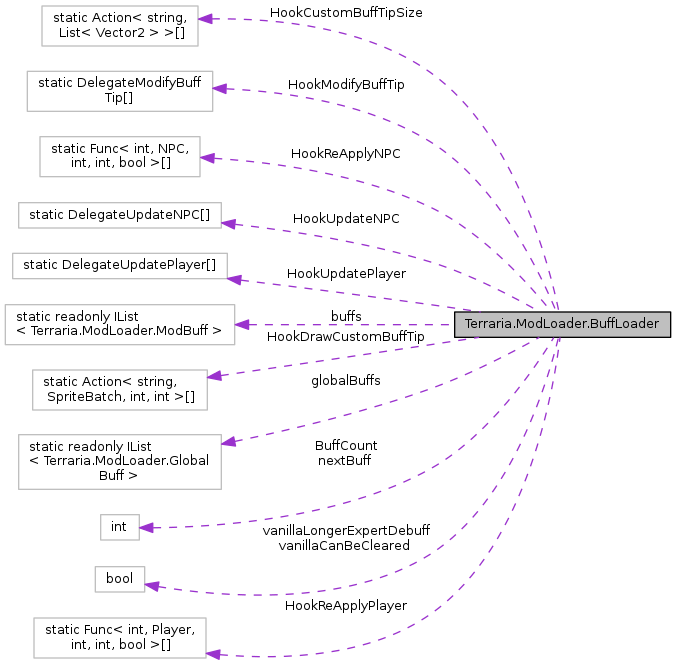 static Action< string,
List< Vector2 > >[]
HookCustomBuffTipSize
static DelegateModifyBuff
Tip[]
HookModifyBuffTip
static Func< int, NPC,
int, int, bool >[]
HookReApplyNPC
static DelegateUpdateNPC[]
HookUpdateNPC
static DelegateUpdatePlayer[]
HookUpdatePlayer
static readonly IList
< Terraria.ModLoader.ModBuff >
buffs
Terraria.ModLoader.BuffLoader
HookDrawCustomBuffTip
static Action< string,
SpriteBatch, int, int >[]
globalBuffs
static readonly IList
< Terraria.ModLoader.Global
Buff >
BuffCount
nextBuff
int
vanillaLongerExpertDebuff
vanillaCanBeCleared
bool
HookReApplyPlayer
static Func< int, Player,
int, int, bool >[]